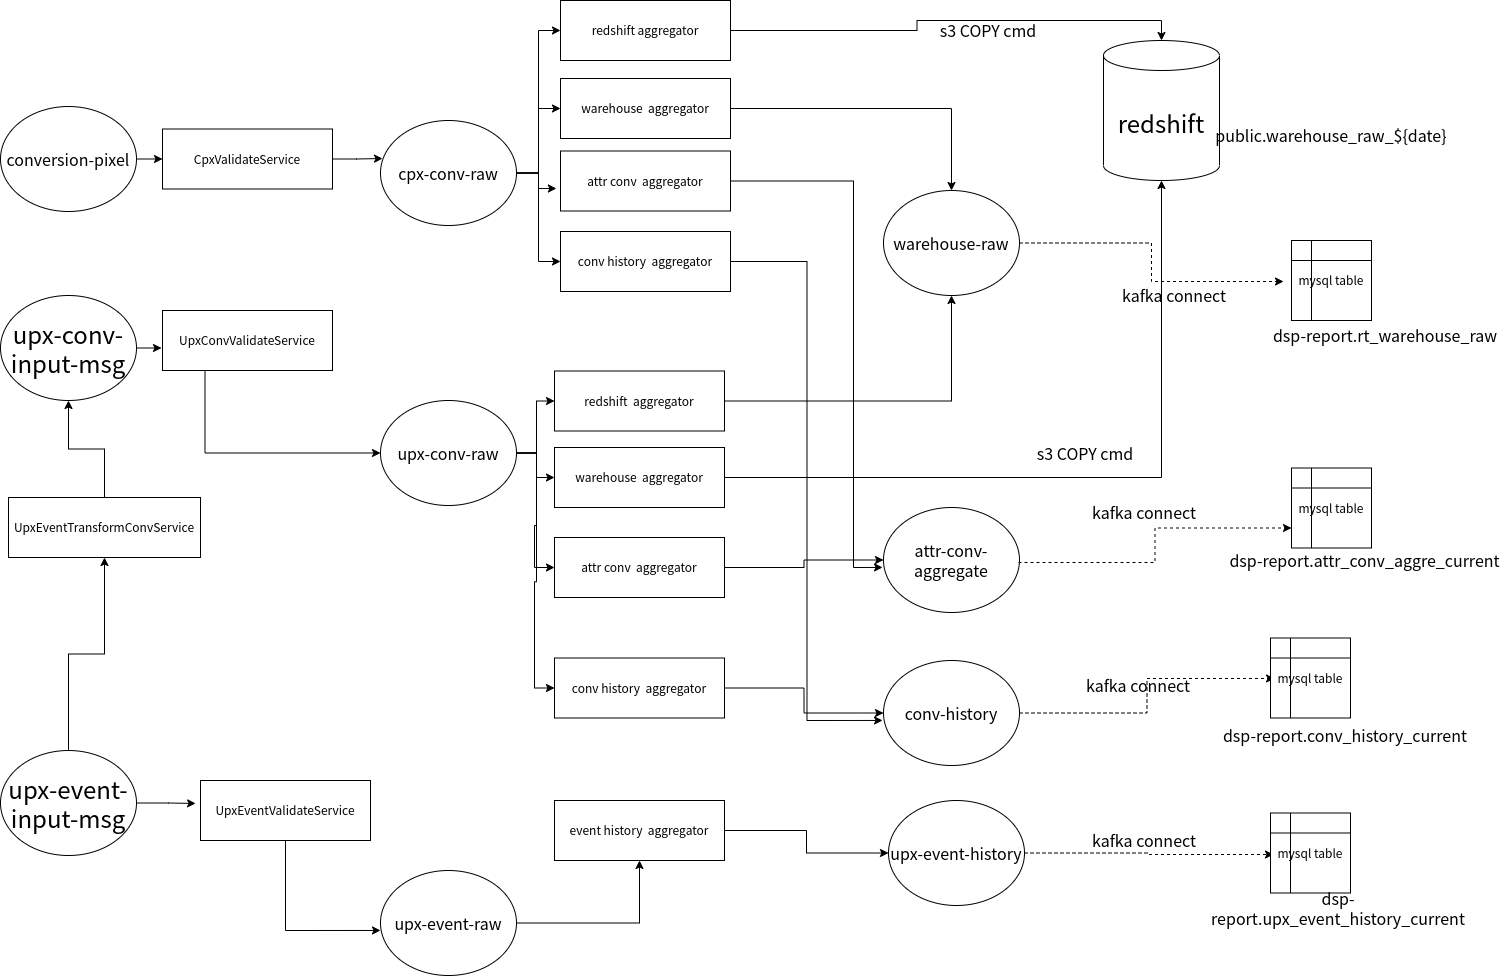 redshift aggregator
s3 COPY cmd
warehouse aggregator
redshift
public.warehouse_raw_${date}
conversion-pixel
CpxValidateService
cpx-conv-raw
attr conv aggregator
warehouse-raw
conv history aggregator
mysql table
kafka connect
dsp-report.rt_warehouse_raw
upx-conv-
input-msg
UpxConvValidateService
redshift aggregator
upx-conv-raw
s3 COPY cmd
warehouse aggregator
kafka connect
mysql table
UpxEventTransformConvService
attr conv aggregator
attr-conv-
aggregate
dsp-report.attr_conv_aggre_current
conv history aggregator
conv-history
kafka connect
mysql table
dsp-report.conv_history_current
upx-event-
input-msg
UpxEventValidateService
event history aggregator
upx-event-history
kafka connect
mysql table
dsp-
report.upx_event_history_current
upx-event-raw